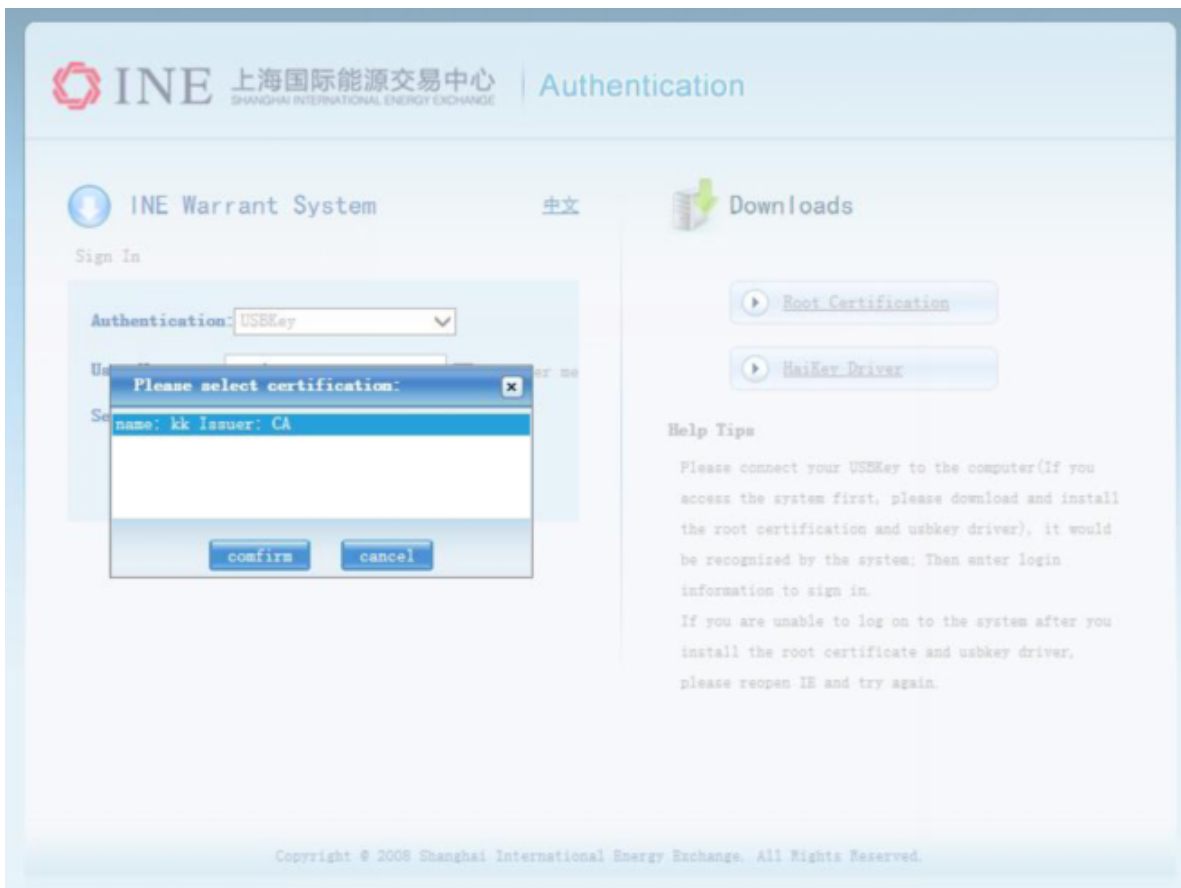 INE 上海国际能源交易中心
SHANGHAI INTERNATIONAL ENERGY EXCHANGE
Authentication
INE Warrant System
中文
Sign In
Authentication: USBKey
Us
er me
Se
Please select certification:
name: kk Issuer: CA
comfirm
cancel
Downloads
Root Certification
HaiKey Driver
Help Tips
Please connect your USBKey to the computer(If you
access the system first, please download and install
the root certification and usbkey driver), it would
be recognized by the system; Then enter login
information to sign in.
If you are unable to log on to the system after you
install the root certificate and usbkey driver,
please reopen IE and try again.
Copyright @ 2008 Shanghai International Energy Exchange. All Rights Reserved.